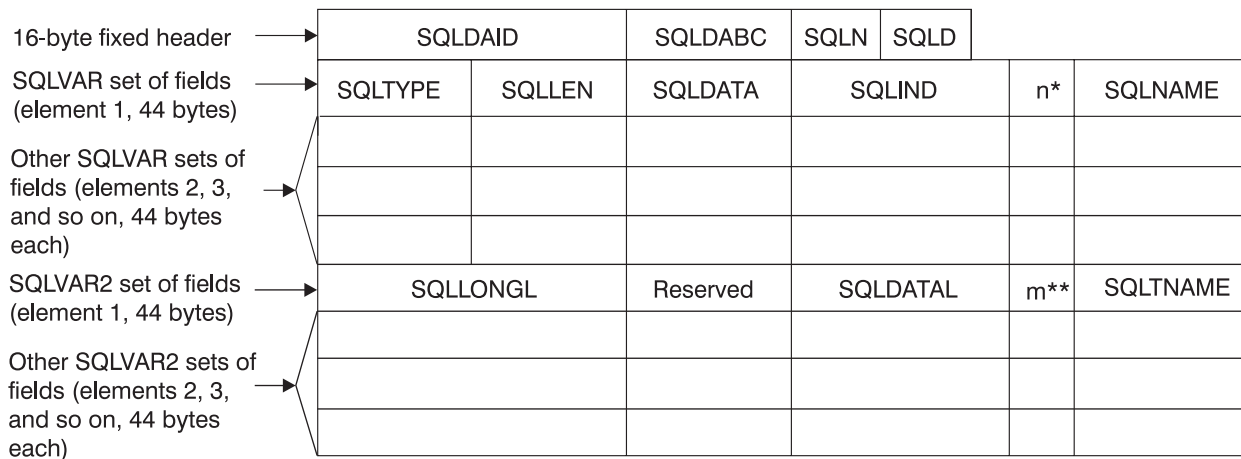 16-byte fixed header
SQLDAID SQLDABC SQLN SQLD
SQLVAR set of fields
(element 1, 44 bytes)
SQLTYPE SQLLEN SQLDATA SQLIND n* SQLNAME
Other SQLVAR sets of
fields (elements 2, 3,
and so on, 44 bytes
each)
SQLVAR2 set of fields
(element 1, 44 bytes)
SQLLONGL Reserved SQLDATAL m** SQLTNAME
Other SQLVAR2 sets of
fields (elements 2, 3,
and so on, 44 bytes
each)